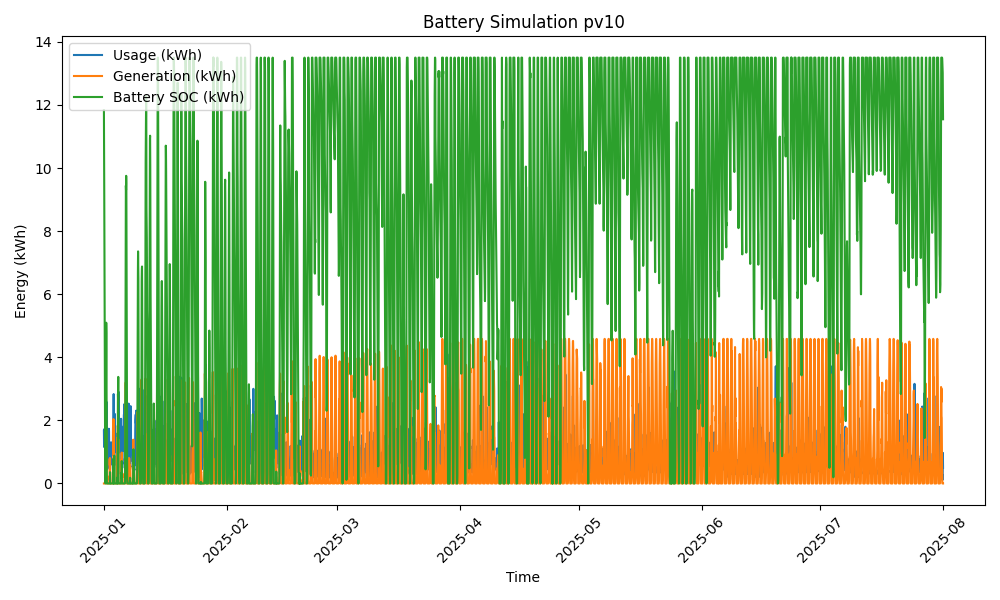 Battery Simulation pv10
Usage (kWh)
Generation (kWh)
Battery SOC (kWh)
Energy (kWh)
14
12
10
8
6
4
2
0
2025-01
2025-02
2025-03
2025-04
2025-05
2025-06
2025-07
2025-08
Time